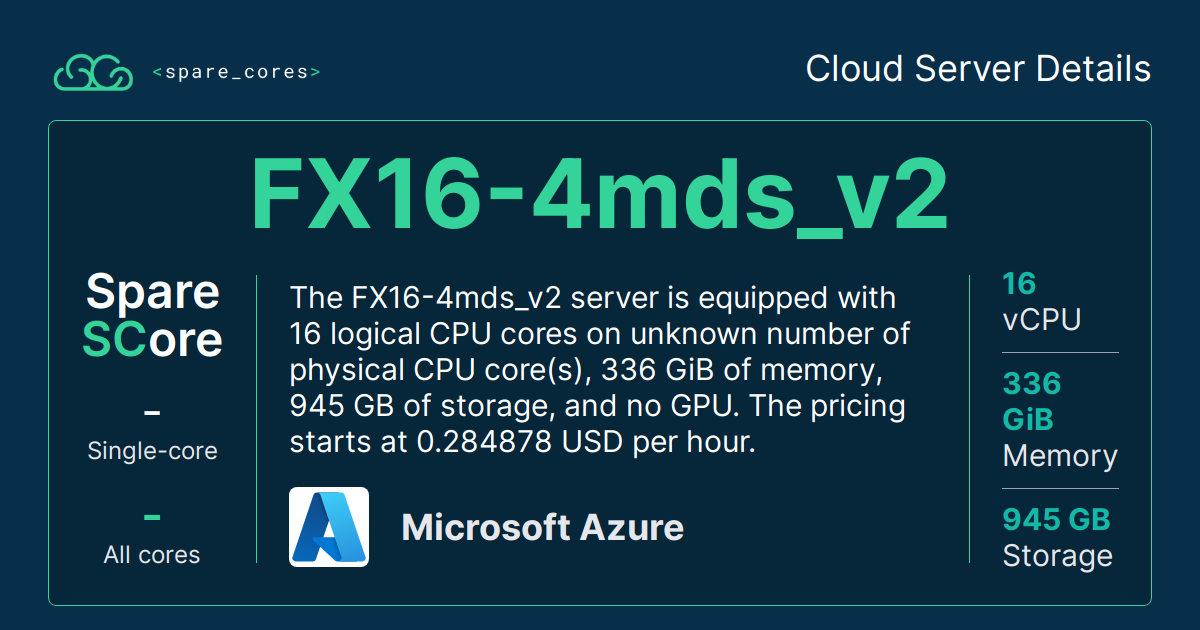 <spare_cores>
Cloud Server Details
FX16-4mds_v2
Spare
SCore
–
Single-core
–
All cores
The FX16-4mds_v2 server is equipped with
16 logical CPU cores on unknown number of
physical CPU core(s), 336 GiB of memory,
945 GB of storage, and no GPU. The pricing
starts at 0.284878 USD per hour.
Microsoft Azure
16
vCPU
336
GiB
Memory
945 GB
Storage